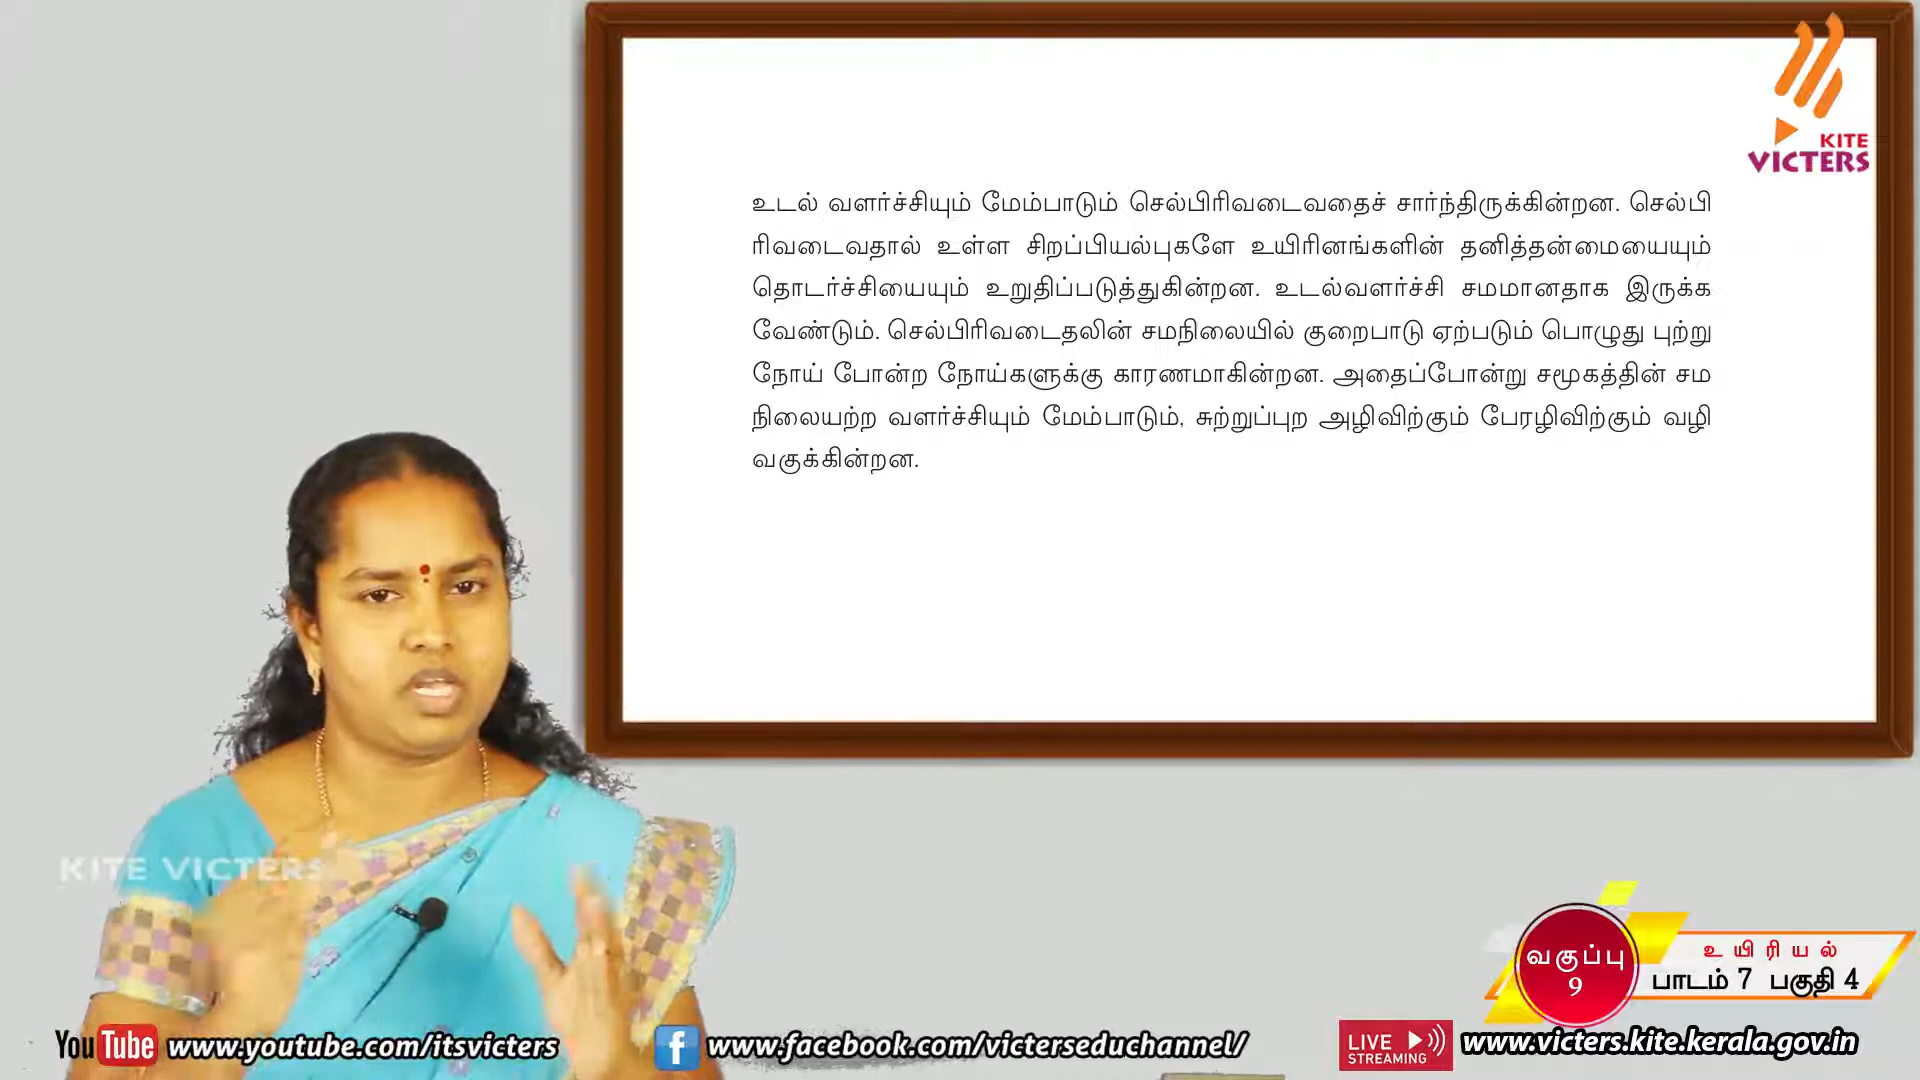 KITE
VICTERS
உடல் வளர்ச்சியும் மேம்பாடும் செல்பிரிவடைவதைச் சார்ந்திருக்கின்றன. செல்பி
ரிவடைவதால் உள்ள சிறப்பியல்புகளே உயிரினங்களின் தனித்தன்மையையும்
தொடர்ச்சியையும் உறுதிப்படுத்துகின்றன. உடல்வளர்ச்சி சமமானதாக இருக்க
வேண்டும். செல்பிரிவடைதலின் சமநிலையில் குறைபாடு ஏற்படும் பொழுது புற்று
நோய் போன்ற நோய்களுக்கு காரணமாகின்றன. அதைப்போன்று சமூகத்தின் சம
நிலையற்ற வளர்ச்சியும் மேம்பாடும், சுற்றுப்புற அழிவிற்கும் பேரழிவிற்கும் வழி
வகுக்கின்றன.
KITE VICTERS
வகுப்பு
9
உயிரியல்
பாடம் 7 பகுதி 4
YouTube www.youtube.com/itsvicters
f www.facebook.com/victerseduchannel/
LIVE
STREAMING
www.victers.kite.kerala.gov.in